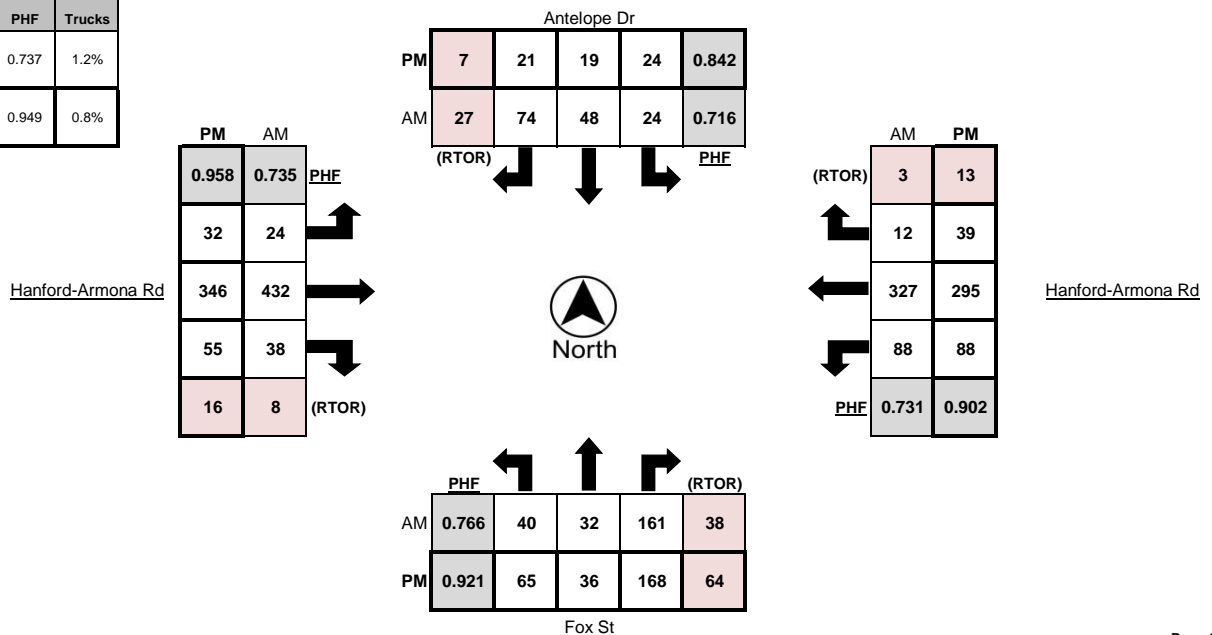 PHF Trucks
0.737 1.2%
0.949 0.8%
Antelope Dr
PM 7 21 19 24 0.842
AM 27 74 48 24 0.716
(RTOR) PHF
PM AM
0.958 0.735 PHF
32 24
Hanford-Armona Rd 346 432
55 38
16 8 (RTOR)
North
AM PM
(RTOR) 3 13
12 39
327 295 Hanford-Armona Rd
88 88
PHF 0.731 0.902
PHF (RTOR)
AM 0.766 40 32 161 38
PM 0.921 65 36 168 64
Fox St